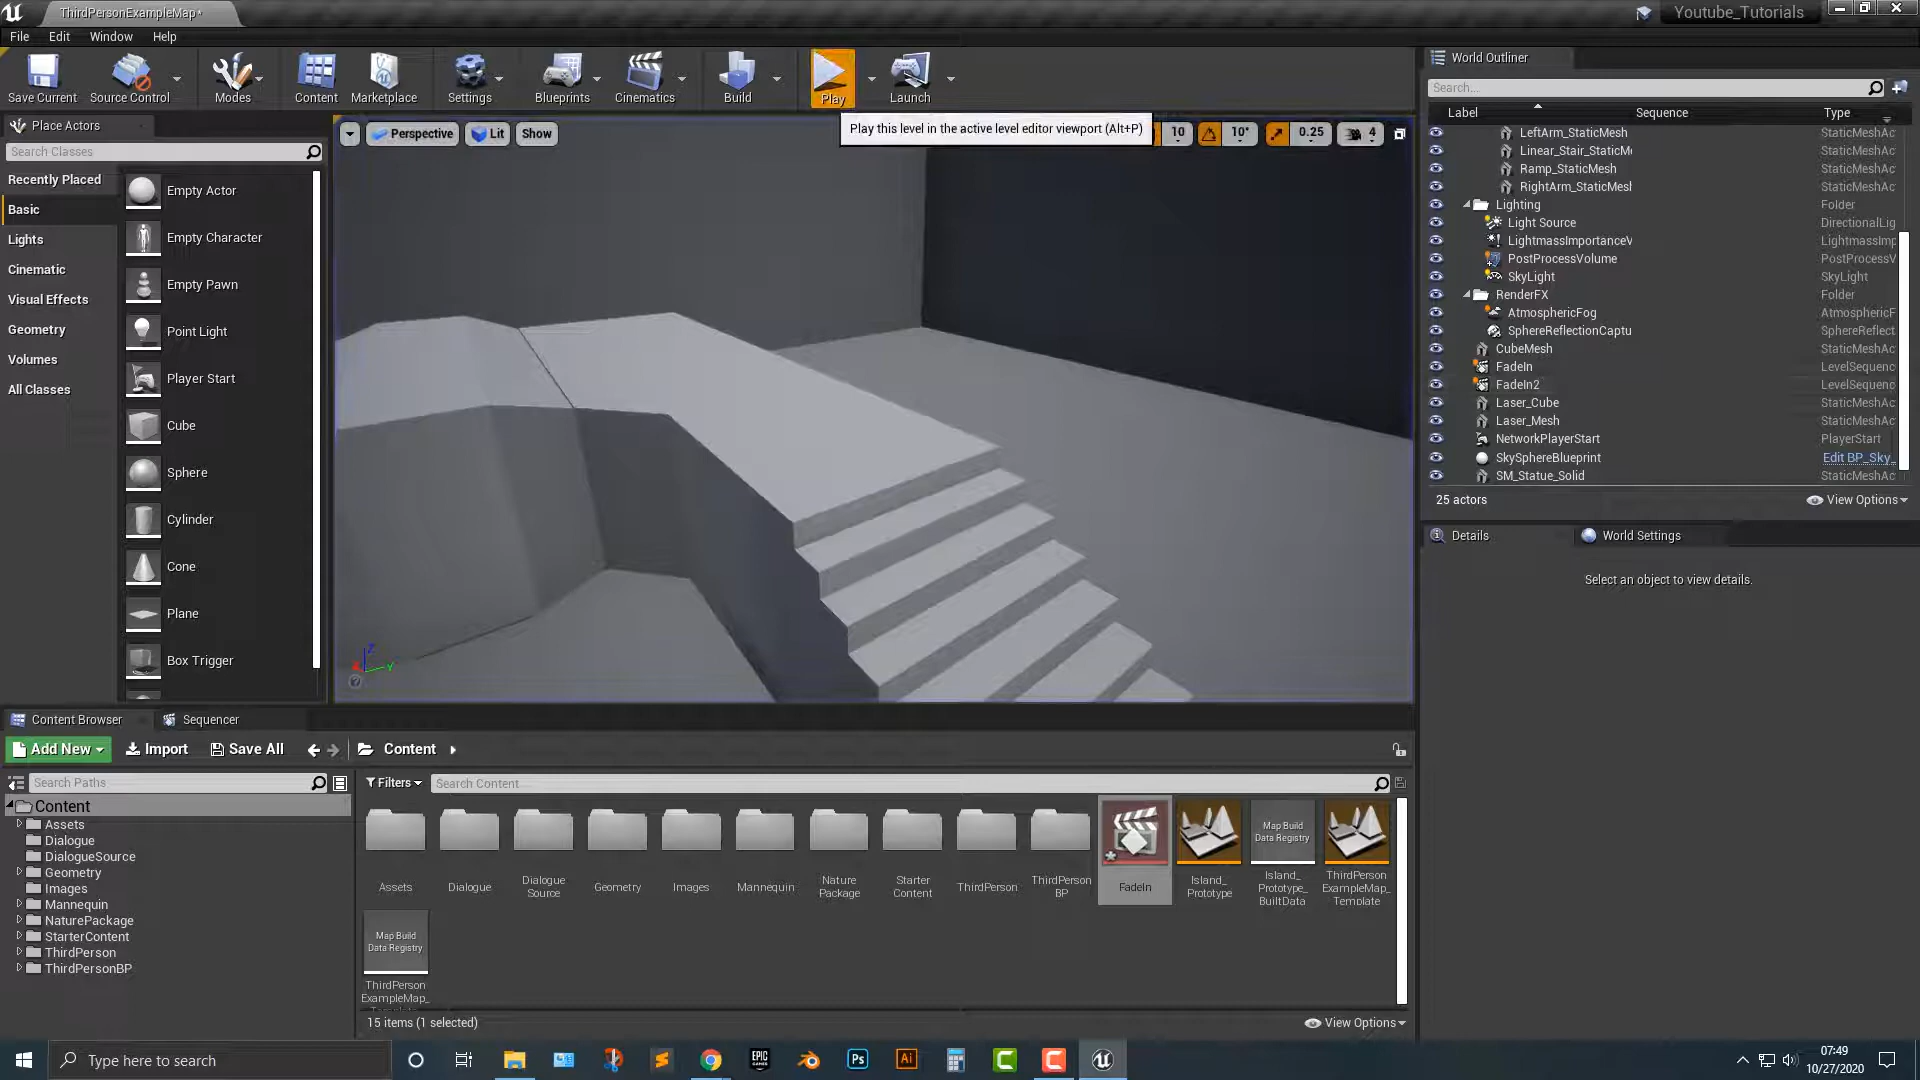 ThirdPersonExampleMap*
Youtube_Tutorials
File Edit Window Help
Save Current
Source Control
Modes
Content
Marketplace
Settings
Blueprints
Cinematics
Build
Play
Launch
Play this level in the active level editor viewport (Alt+P)
Place Actors
Search Classes
Recently Placed
Basic
Lights
Cinematic
Visual Effects
Geometry
Volumes
All Classes
Empty Actor
Empty Character
Empty Pawn
Point Light
Player Start
Cube
Sphere
Cylinder
Cone
Plane
Box Trigger
Perspective
Lit
Show
10
10°
0.25
4
Z
X
Y
World Outliner
Search...
Label Sequence Type
LeftArm_StaticMesh StaticMeshAc
Linear_Stair_StaticMe StaticMeshAc
Ramp_StaticMesh StaticMeshAc
RightArm_StaticMesh StaticMeshAc
Lighting Folder
Light Source DirectionalLig
LightmassImportanceV LightmassImp
PostProcessVolume PostProcessV
SkyLight SkyLight
RenderFX Folder
AtmosphericFog AtmosphericF
SphereReflectionCaptu SphereReflect
CubeMesh StaticMeshAc
FadeIn LevelSequenc
FadeIn2 LevelSequenc
Laser_Cube StaticMeshAc
Laser_Mesh StaticMeshAc
NetworkPlayerStart PlayerStart
SkySphereBlueprint Edit BP_Sky_
SM_Statue_Solid StaticMeshAc
25 actors
View Options
Details
World Settings
Select an object to view details.
Content Browser
Sequencer
Add New
Import
Save All
Content
Search Paths
Filters
Search Content
Content
Assets
Dialogue
DialogueSource
Geometry
Images
Mannequin
NaturePackage
StarterContent
ThirdPerson
ThirdPersonBP
Assets
Dialogue
Dialogue
Source
Geometry
Images
Mannequin
Nature
Package
Starter
Content
ThirdPerson
ThirdPerson
BP
FadeIn
Island_
Prototype
Map Build
Data Registry
Island_
Prototype_
BuiltData
ThirdPerson
ExampleMap_
Template
Map Build
Data Registry
ThirdPerson
ExampleMap_
15 items (1 selected)
View Options
Type here to search
EPIC
GAMES
Ps
Ai
07:49
10/27/2020